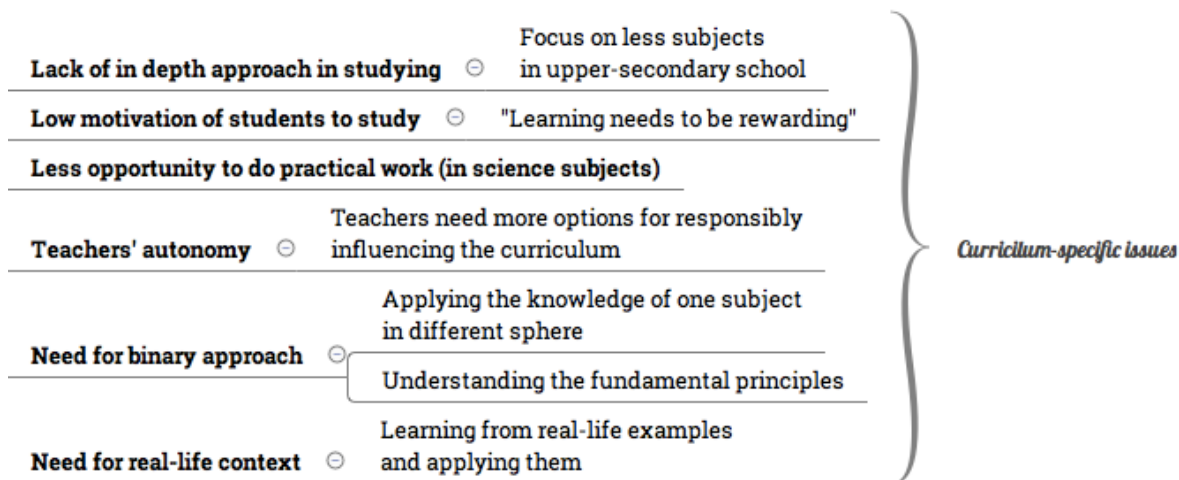 Focus on less subjects
Lack of in depth approach in studying
in upper-secondary school
Low motivation of students to study
"Learning needs to be rewarding"
Less opportunity to do practical work (in science subjects)
Teachers need more options for responsibly
Teachers' autonomy
influencing the curriculum
Curricilum-specific issues
Applying the knowledge of one subject
in different sphere
Need for binary approach
Understanding the fundamental principles
Learning from real-life examples
Need for real-life context
and applying them